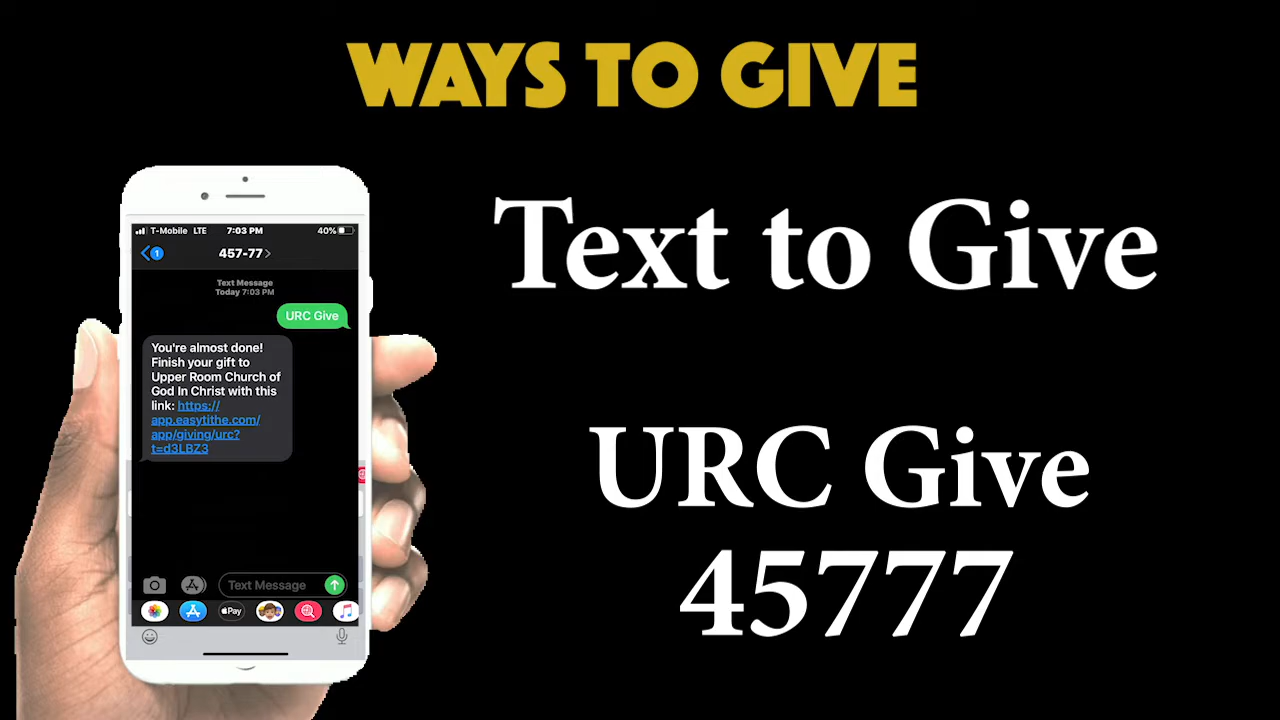 WAYS TO GIVE
T-Mobile LTE 7:03 PM 40%
1 457-77
Text Message
Today 7:03 PM
URC Give
You're almost done!
Finish your gift to
Upper Room Church of
God In Christ with this
link: https://
app.easytithe.com/
app/giving/urc?
t=d3LBZ3
Text Message
Pay
Text to Give
URC Give
45777